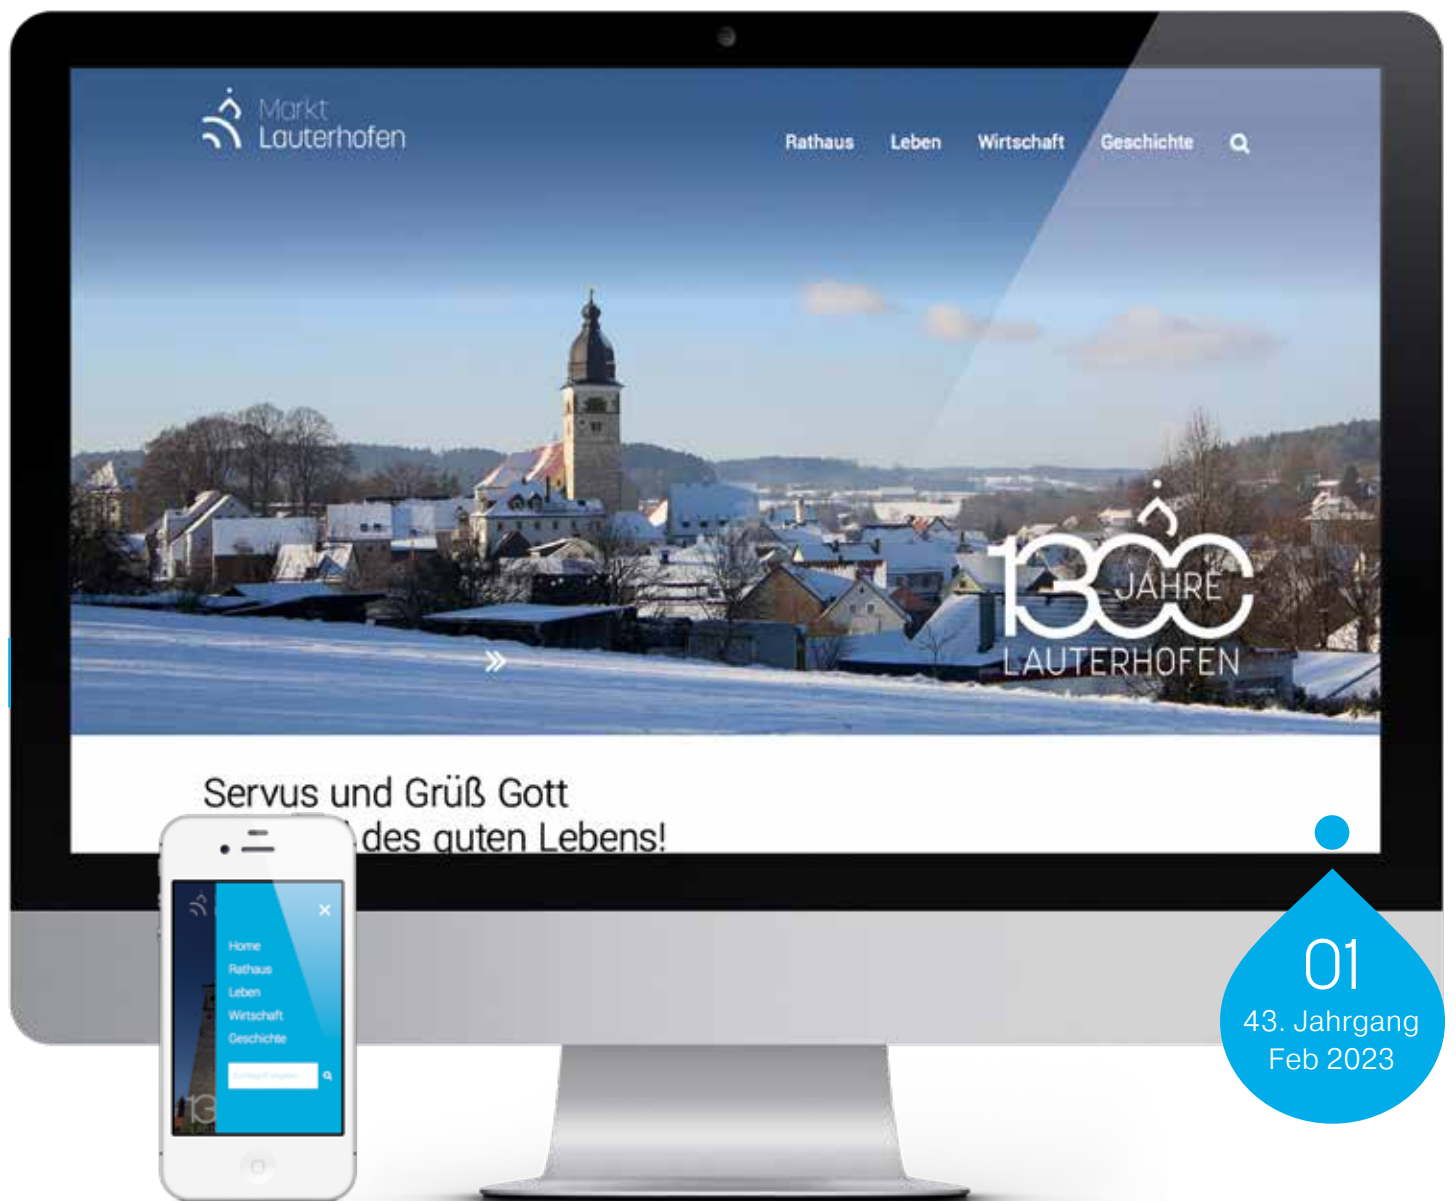 Markt
Lauterhofen
Rathaus Leben Wirtschaft Geschichte
1300
JAHRE
LAUTERHOFEN
Servus und Grüß Gott
des guten Lebens!
Home
Rathaus
Leben
Wirtschaft
Geschichte
13
01
43. Jahrgang
Feb 2023